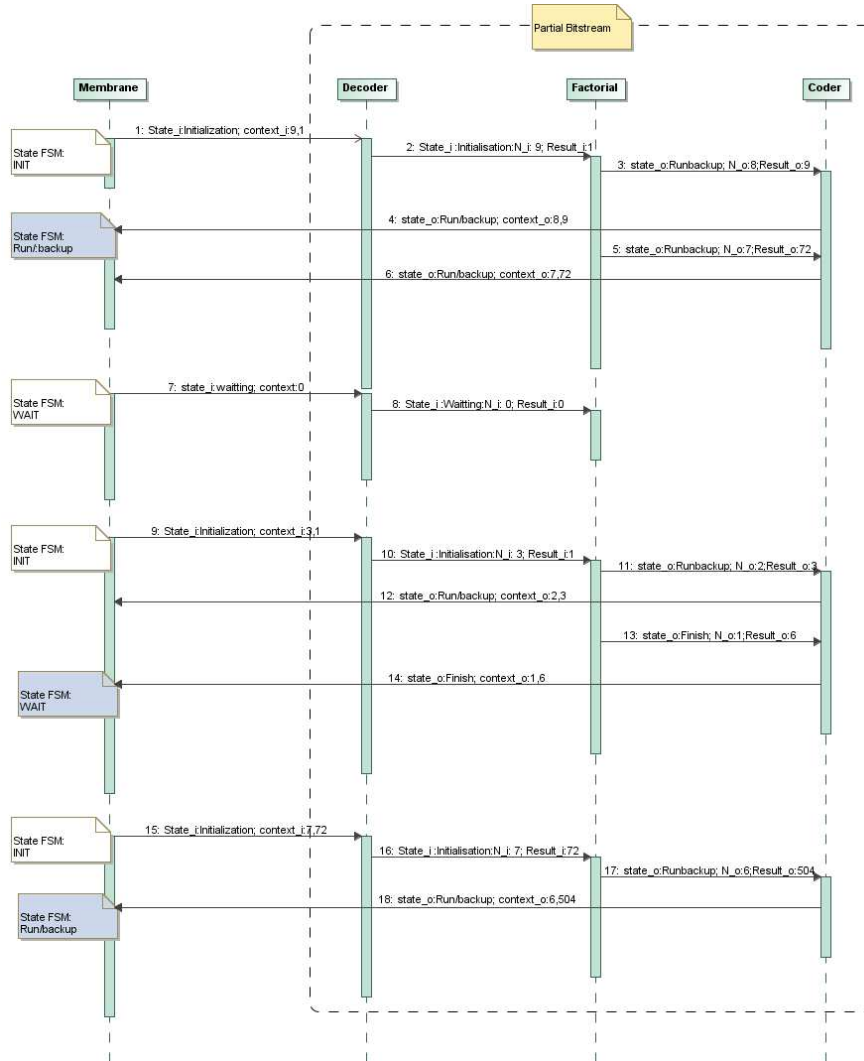 Partial Bitstream
Membrane
Decoder
Factorial
Coder
1: State_i:Initialization; context_i:9,1
State FSM:
INIT
2: State_i :Initialisation:N_i: 9; Result_i:1
3: state_o:Runbackup; N_o:8;Result_o:9
4: state_o:Run/backup; context_o:8,9
State FSM:
Run/:backup
5: state_o:Runbackup; N_o:7;Result_o:72
6: state_o:Run/backup; context_o:7,72
7: state_i:waitting; context:0
State FSM:
WAIT
8: State_i :Waitting:N_i: 0; Result_i:0
9: State_i:Initialization; context_i:3,1
State FSM:
INIT
10: State_i :Initialisation:N_i: 3; Result_i:1
11: state_o:Runbackup; N_o:2;Result_o:3
12: state_o:Run/backup; context_o:2,3
13: state_o:Finish; N_o:1;Result_o:6
14: state_o:Finish; context_o:1,6
State FSM:
WAIT
15: State_i:Initialization; context_i:7,72
State FSM:
INIT
16: State_i :Initialisation:N_i: 7; Result_i:72
17: state_o:Runbackup; N_o:6;Result_o:504
18: state_o:Run/backup; context_o:6,504
State FSM:
Run/backup